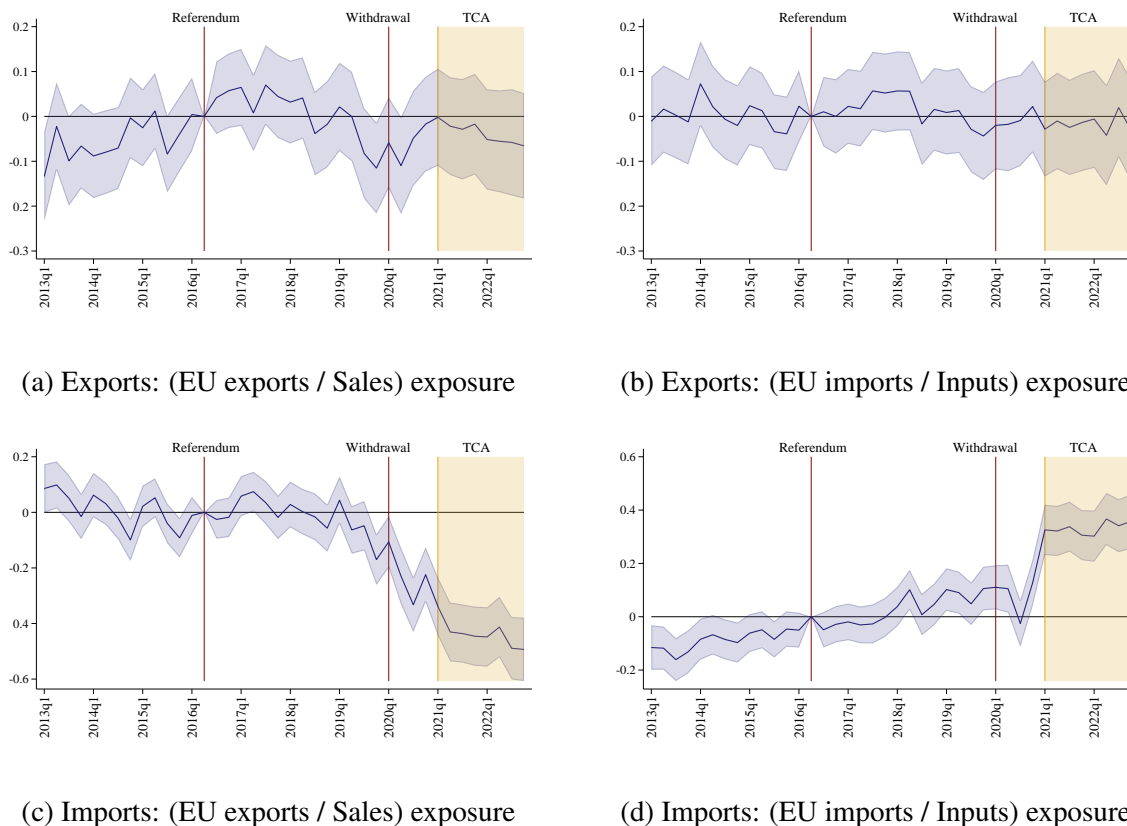 Referendum Withdrawal TCA
0.2
0.1
0
-0.1
0.2
-0.3
2013q1 2014q1 2015q1 2016q1 2017q1 2018q1 2019q1 2020q1 2021q1 2022q1
(a) Exports: (EU exports / Sales) exposure
Referendum Withdrawal TCA
0.2
0.1
0
-0.1
0.2
-0.3
2013q1 2014q1 2015q1 2016q1 2017q1 2018q1 2019q1 2020q1 2021q1 2022q1
(b) Exports: (EU imports / Inputs) exposure
Referendum Withdrawal TCA
0.2
0
-0.2
-0.4
-0.6
2013q1 2014q1 2015q1 2016q1 2017q1 2018q1 2019q1 2020q1 2021q1 2022q1
(c) Imports: (EU exports / Sales) exposure
Referendum Withdrawal TCA
0.6
0.4
0.2
0
-0.2
2013q1 2014q1 2015q1 2016q1 2017q1 2018q1 2019q1 2020q1 2021q1 2022q1
(d) Imports: (EU imports / Inputs) exposure